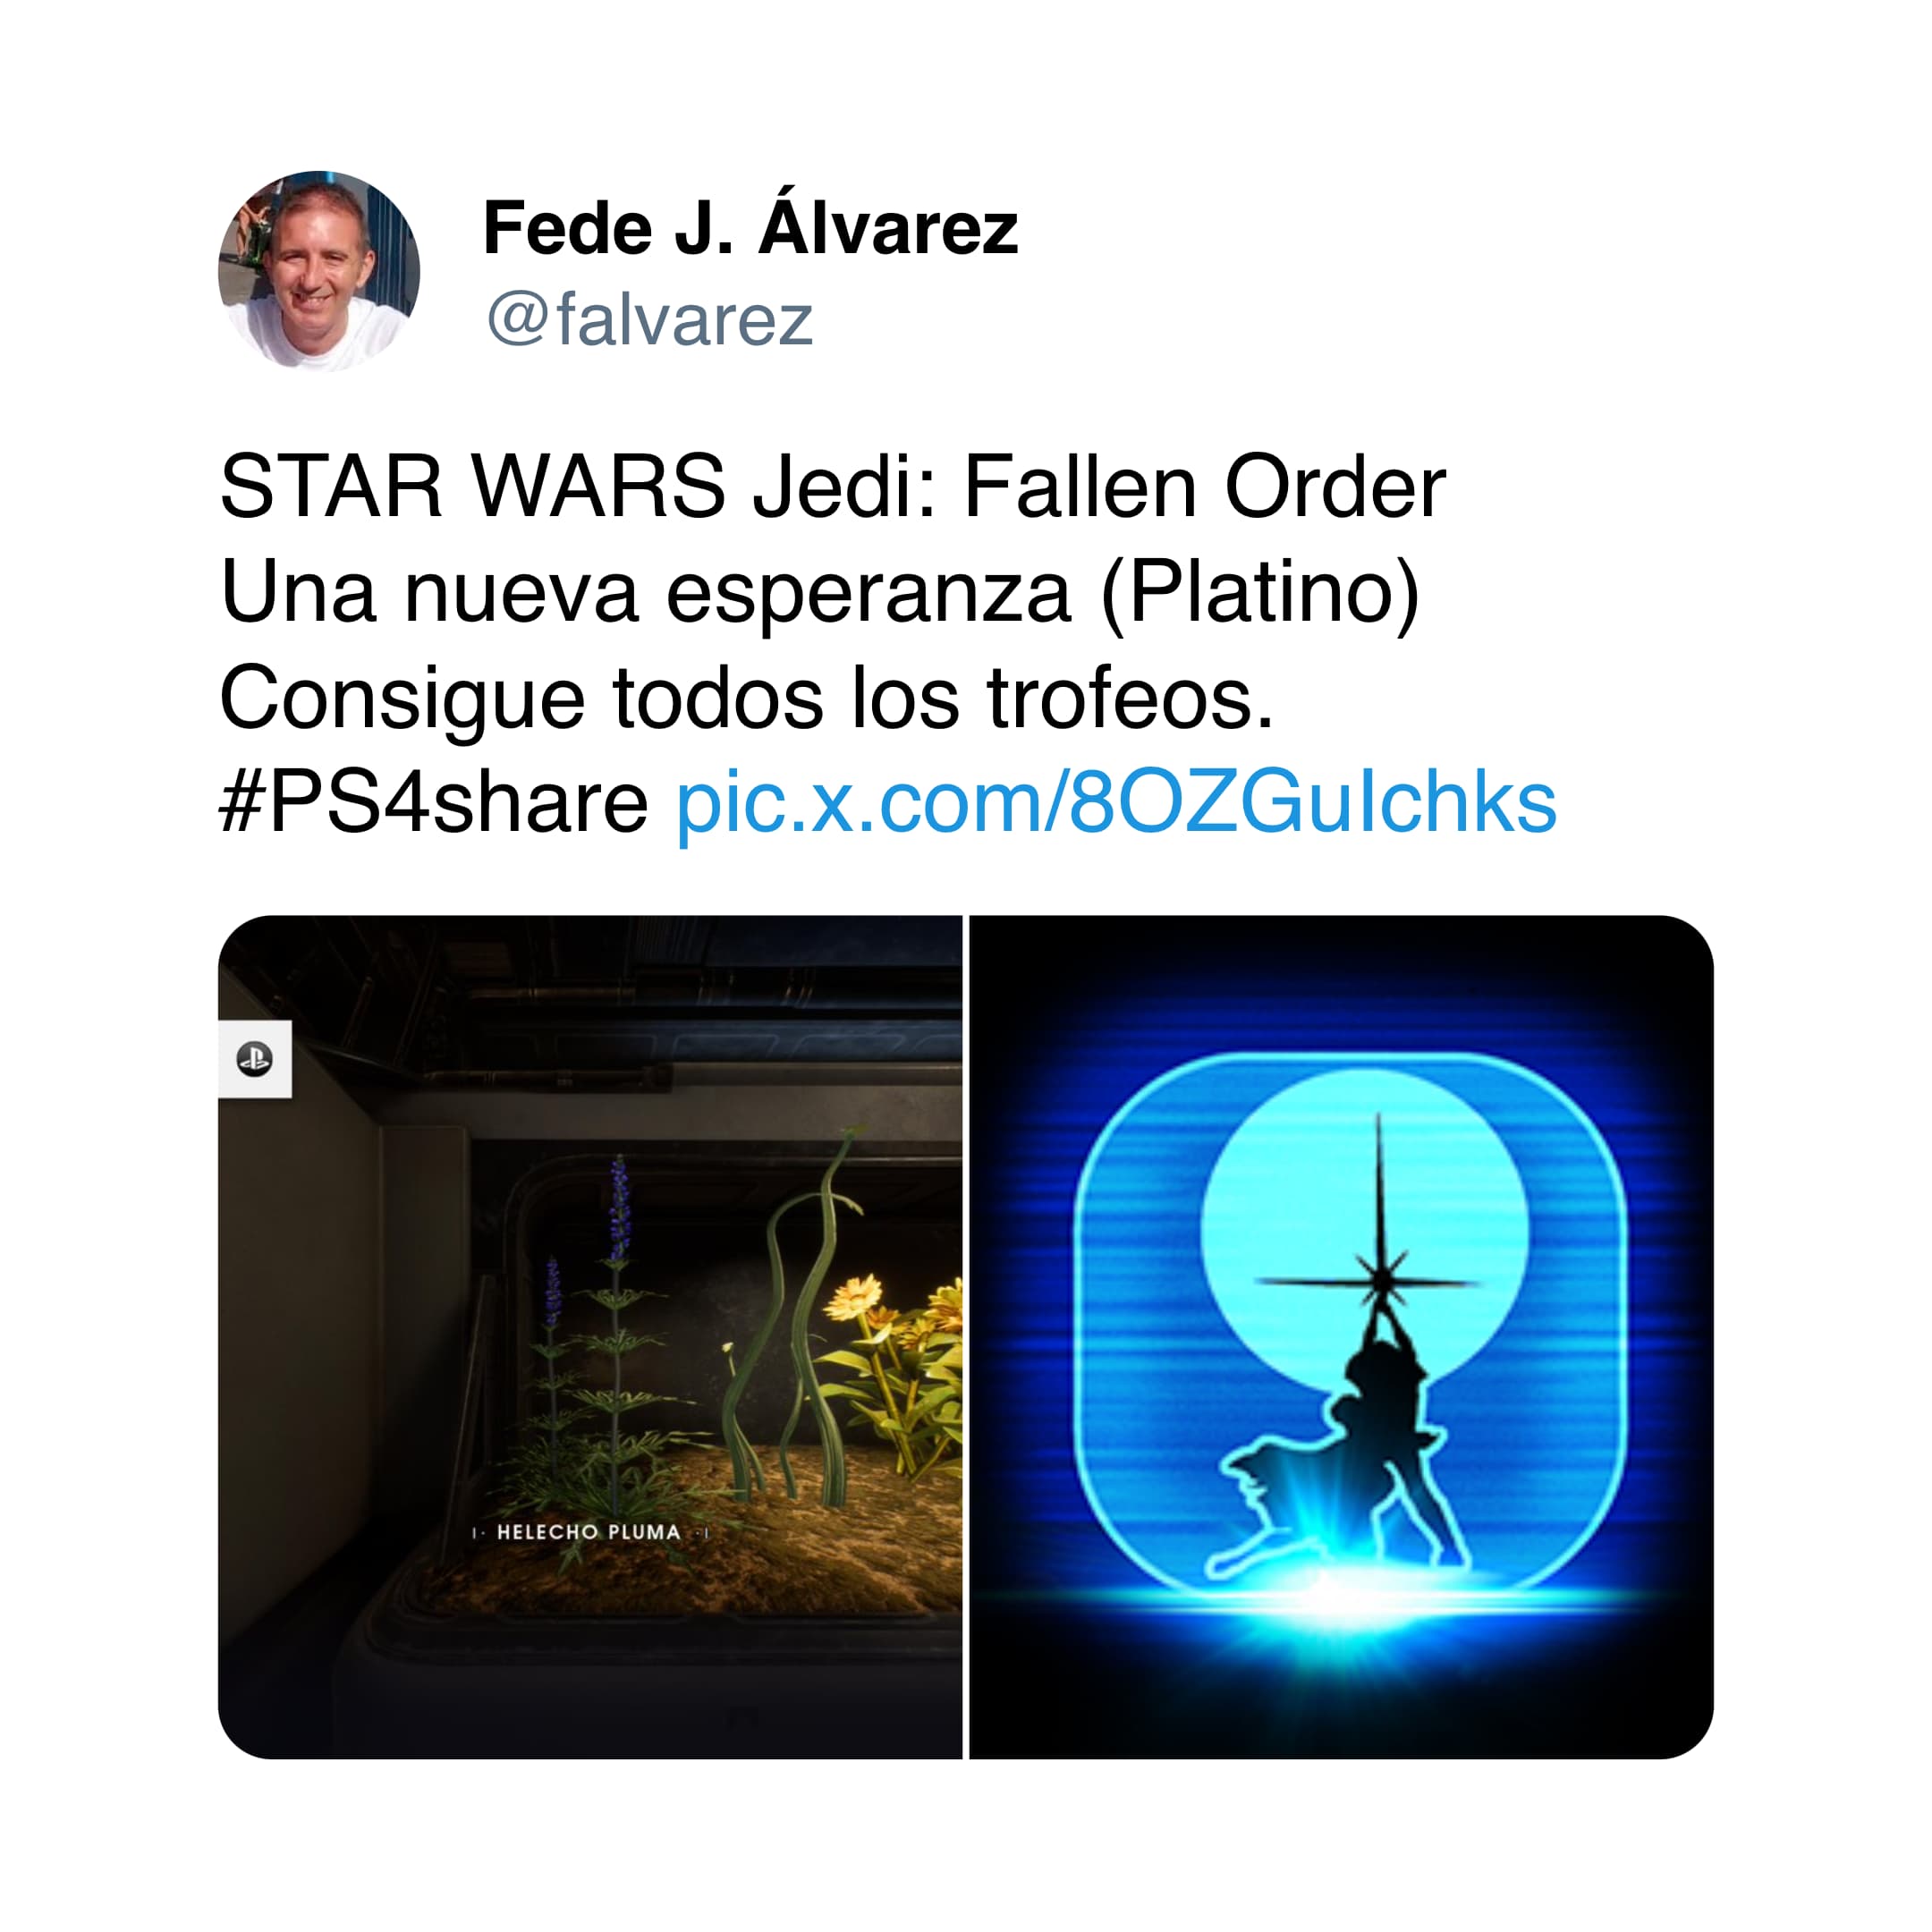 Fede J. Álvarez
@falvarez
STAR WARS Jedi: Fallen Order
Una nueva esperanza (Platino)
Consigue todos los trofeos.
#PS4share pic.x.com/8OZGuIchks
HELECHO PLUMA